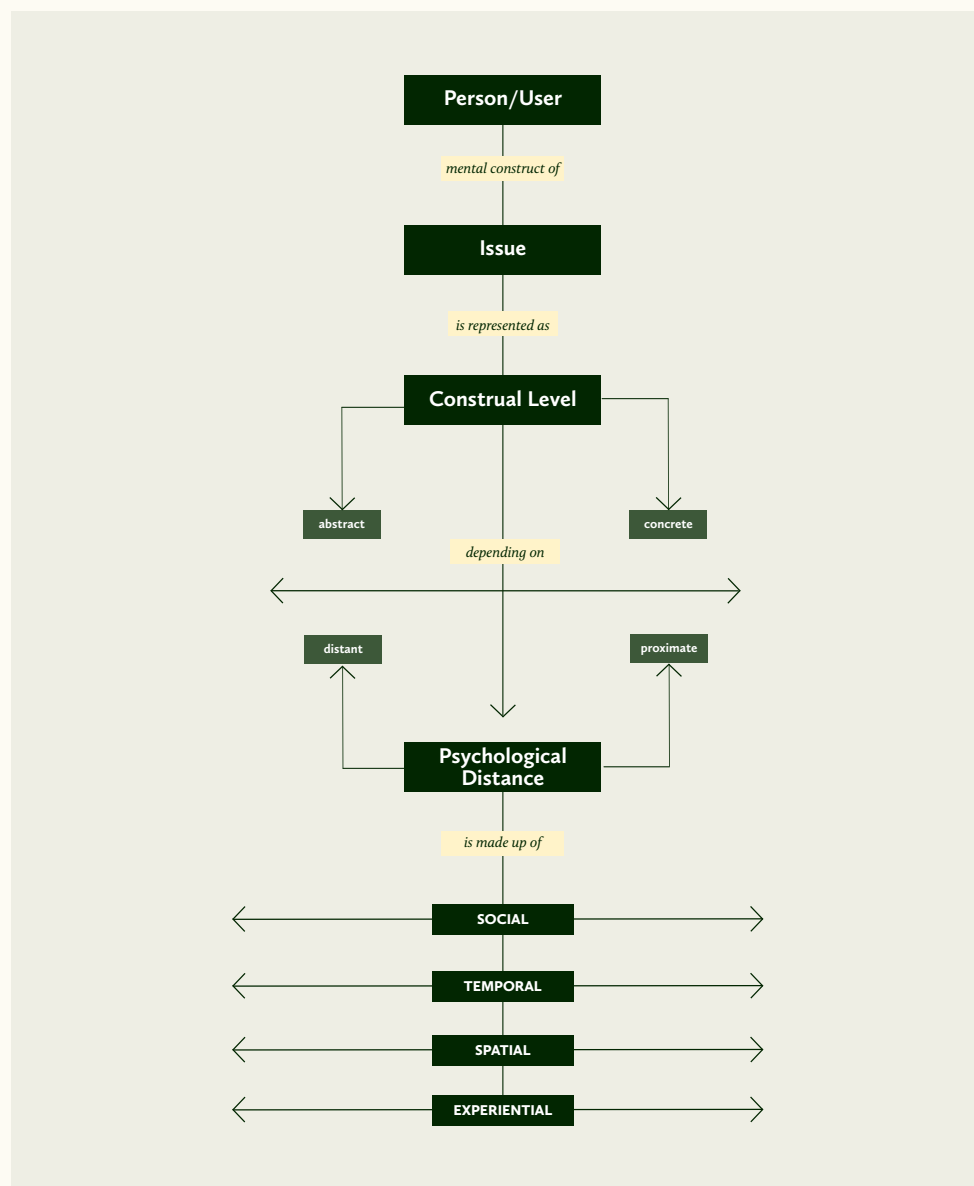 Person/User
mental construct of
Issue
is represented as
Construal Level
abstract
concrete
depending on
distant
proximate
Psychological
Distance
is made up of
SOCIAL
TEMPORAL
SPATIAL
EXPERIENTIAL